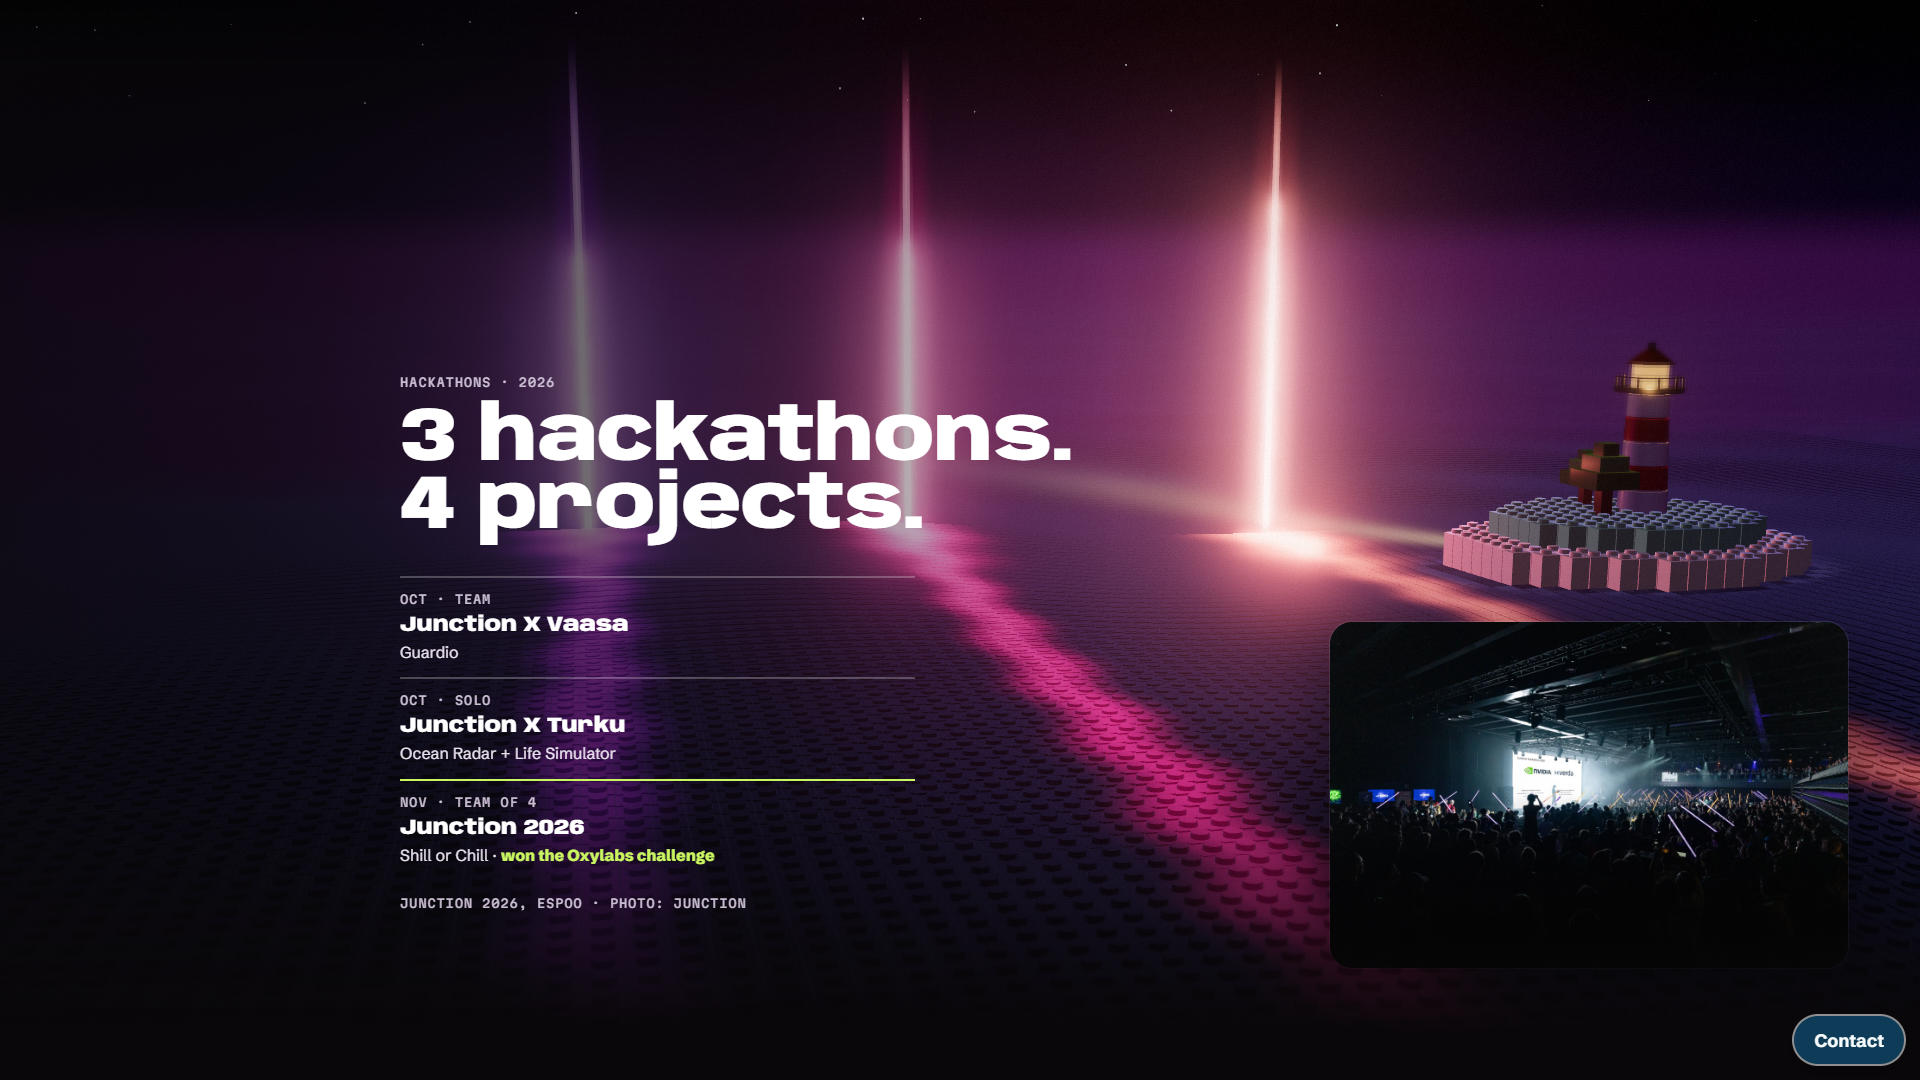 HACKATHONS · 2026
3 hackathons.
4 projects.
OCT · TEAM
Junction X Vaasa
Guardio
OCT · SOLO
Junction X Turku
Ocean Radar + Life Simulator
NOV · TEAM OF 4
Junction 2026
Shill or Chill · won the Oxylabs challenge
JUNCTION 2026, ESPOO · PHOTO: JUNCTION
NVIDIA
Contact